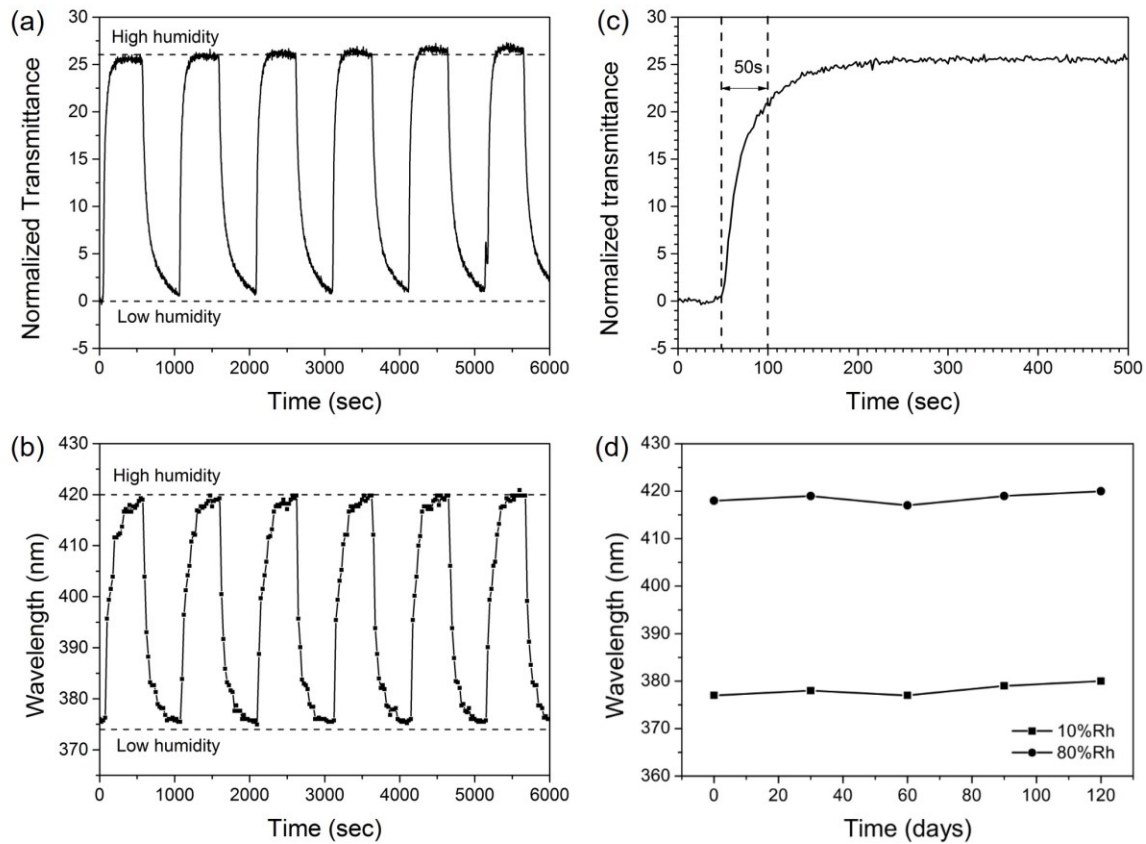 (a)
30
25
20
15
10
5
0
-5
High humidity
Low humidity
Normalized Transmittance
0 1000 2000 3000 4000 5000 6000
Time (sec)
(c)
30
25
20
15
10
5
0
-5
50s
Normalized transmittance
0 100 200 300 400 500
Time (sec)
(b)
430
420
410
400
390
380
370
High humidity
Low humidity
Wavelength (nm)
0 1000 2000 3000 4000 5000 6000
Time (sec)
(d)
430
420
410
400
390
380
370
360
10%Rh
80%Rh
Wavelength (nm)
0 20 40 60 80 100 120
Time (days)